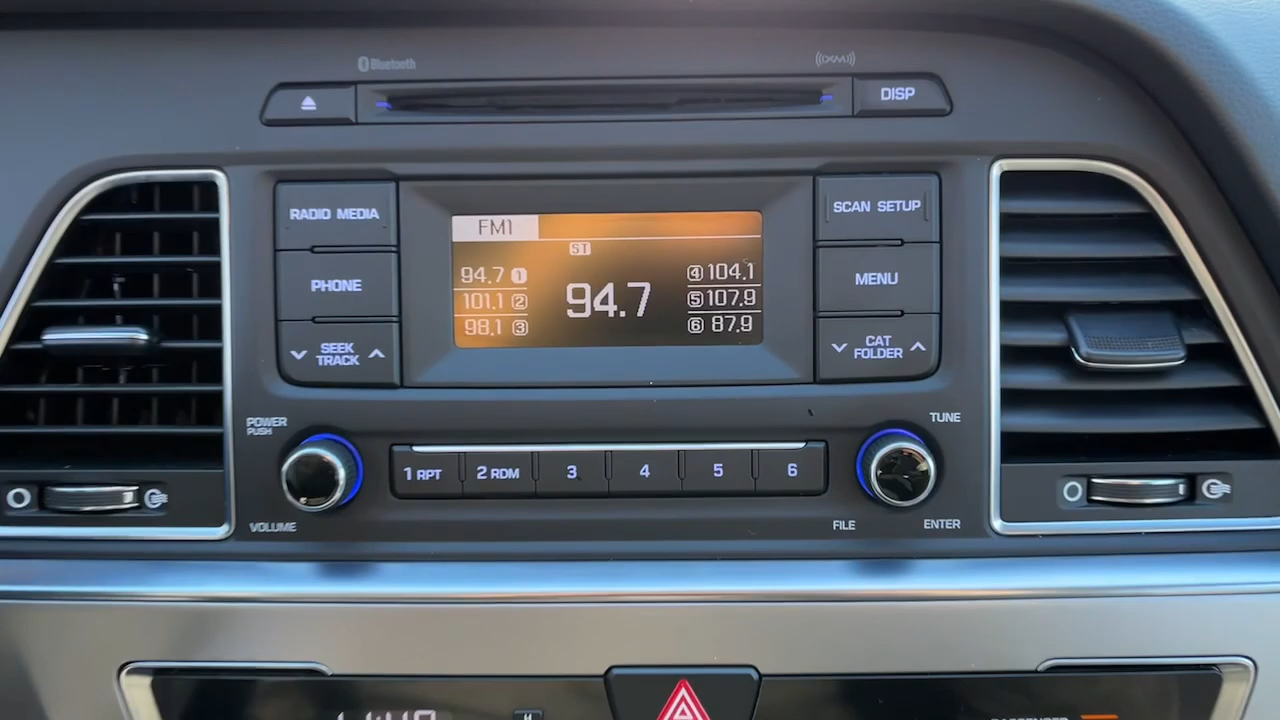 Bluetooth
((XM))
DISP
RADIO MEDIA
SCAN SETUP
FM1
ST
PHONE
MENU
94.7 1
4 104.1
101.1 2
94.7
5 107.9
98.1 3
6 87.9
SEEK
TRACK
CAT
FOLDER
POWER
PUSH
TUNE
1 RPT
2 RDM
3
4
5
6
VOLUME
FILE
ENTER